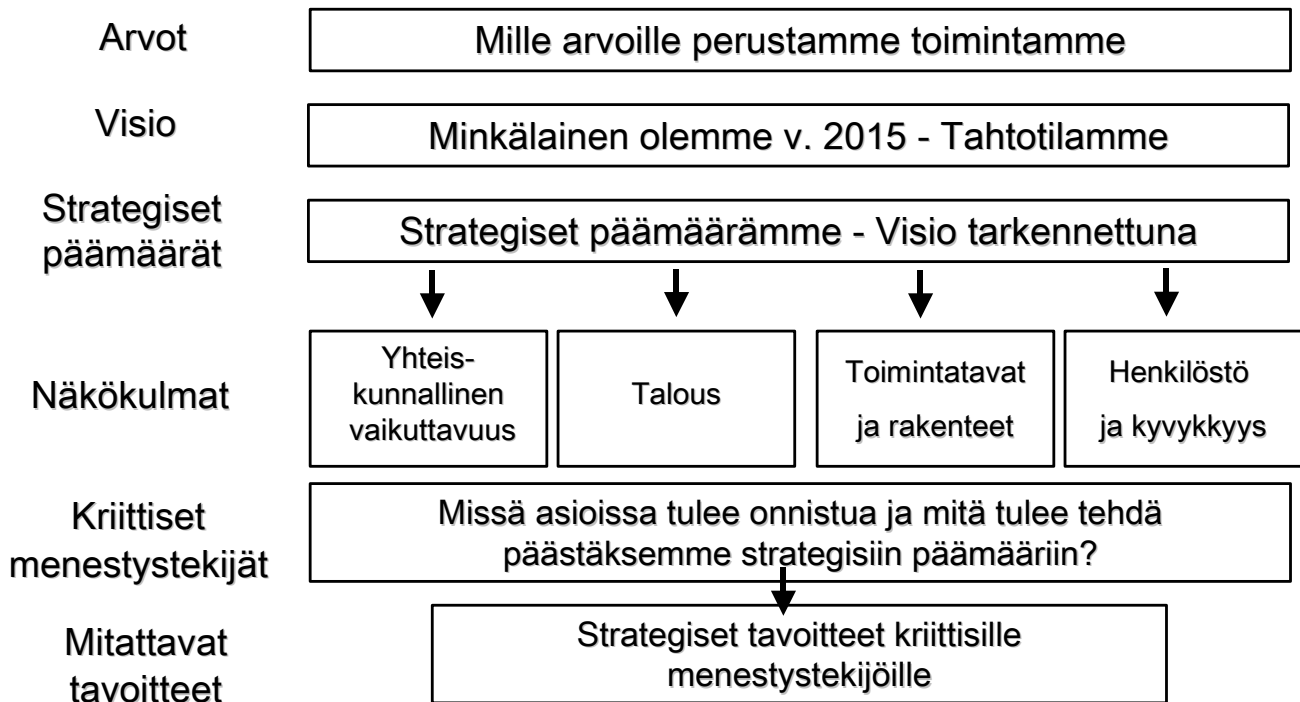 Arvot
Mille arvoille perustamme toimintamme
Visio
Minkälainen olemme v. 2015 - Tahtotilamme
Strategiset
päämäärät
Strategiset päämäärämme - Visio tarkennettuna
Näkökulmat
Yhteis-
kunnallinen
vaikuttavuus
Talous
Toimintatavat
ja rakenteet
Henkilöstö
ja kyvykkyys
Kriittiset
menestystekijät
Missä asioissa tulee onnistua ja mitä tulee tehdä
päästäksemme strategisiin päämääriin?
Mitattavat
tavoitteet
Strategiset tavoitteet kriittisille
menestystekijöille